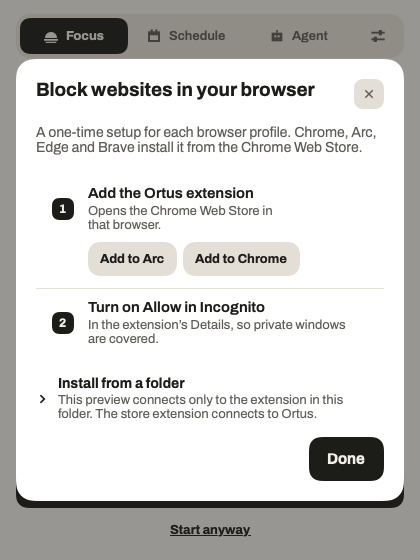 Focus
Schedule
Agent
Block websites in your browser
A one-time setup for each browser profile. Chrome, Arc,
Edge and Brave install it from the Chrome Web Store.
1
Add the Ortus extension
Opens the Chrome Web Store in
that browser.
Add to Arc
Add to Chrome
2
Turn on Allow in Incognito
In the extension's Details, so private windows
are covered.
Install from a folder
This preview connects only to the extension in this
folder. The store extension connects to Ortus.
Done
Start anyway